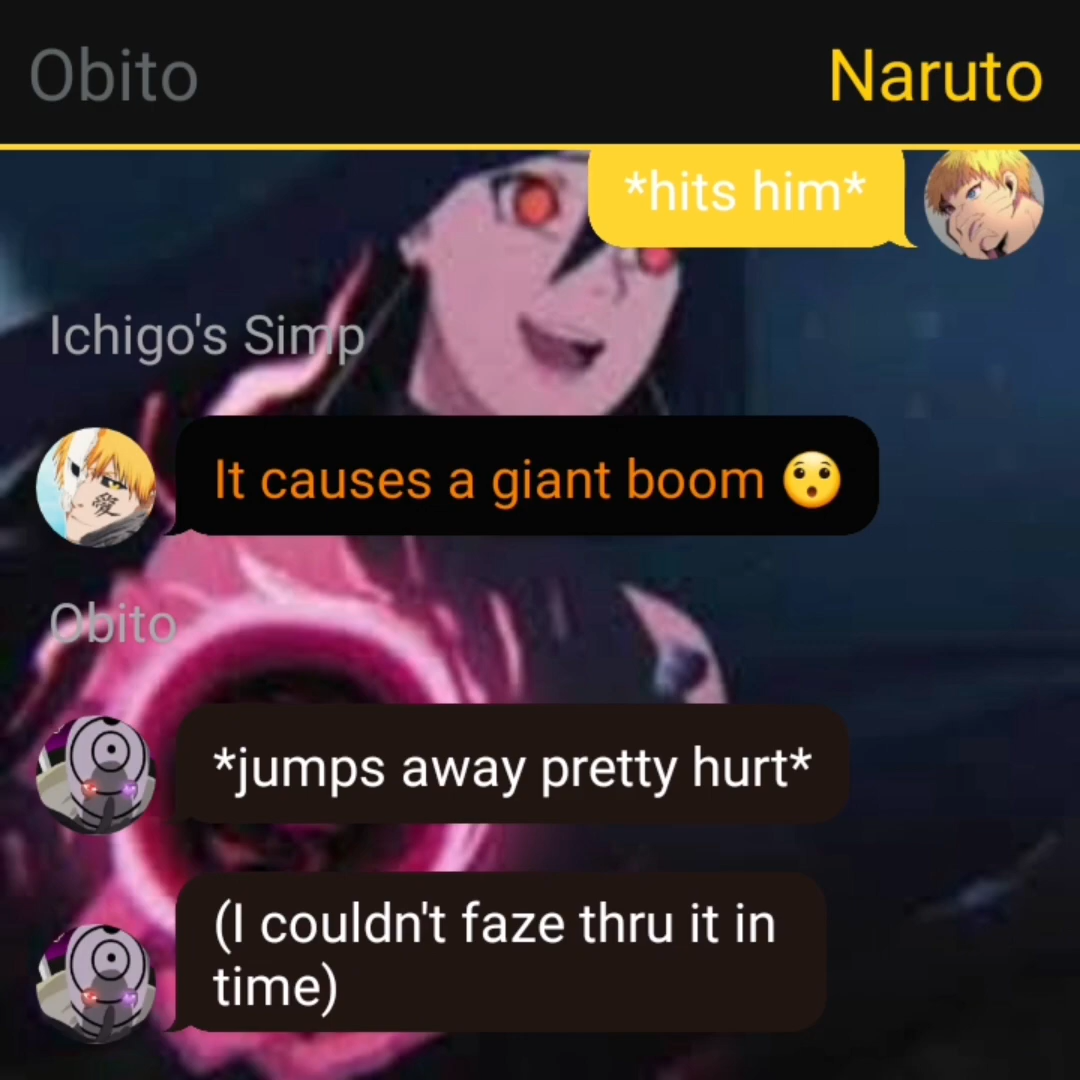 Obito
Naruto
*hits him*
Ichigo's Simp
It causes a giant boom 😯
Obito
*jumps away pretty hurt*
(I couldn't faze thru it in
time)
愛